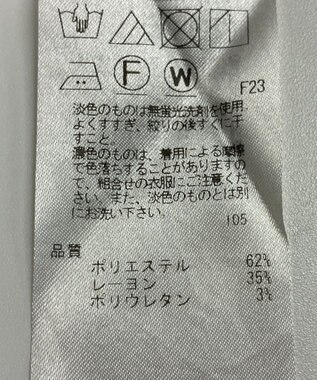 F W
F23
淡色のものは無蛍光洗剤を使用
よくすすぎ、絞りの後すぐに干
すこと。
濃色のものは、着用による摩擦
で色落ちすることがありますの
で、組合せの衣服にご注意くだ
さい。また、淡色のものとは別
にお洗い下さい。
I05
品質
ポリエステル 62%
レーヨン 35%
ポリウレタン 3%